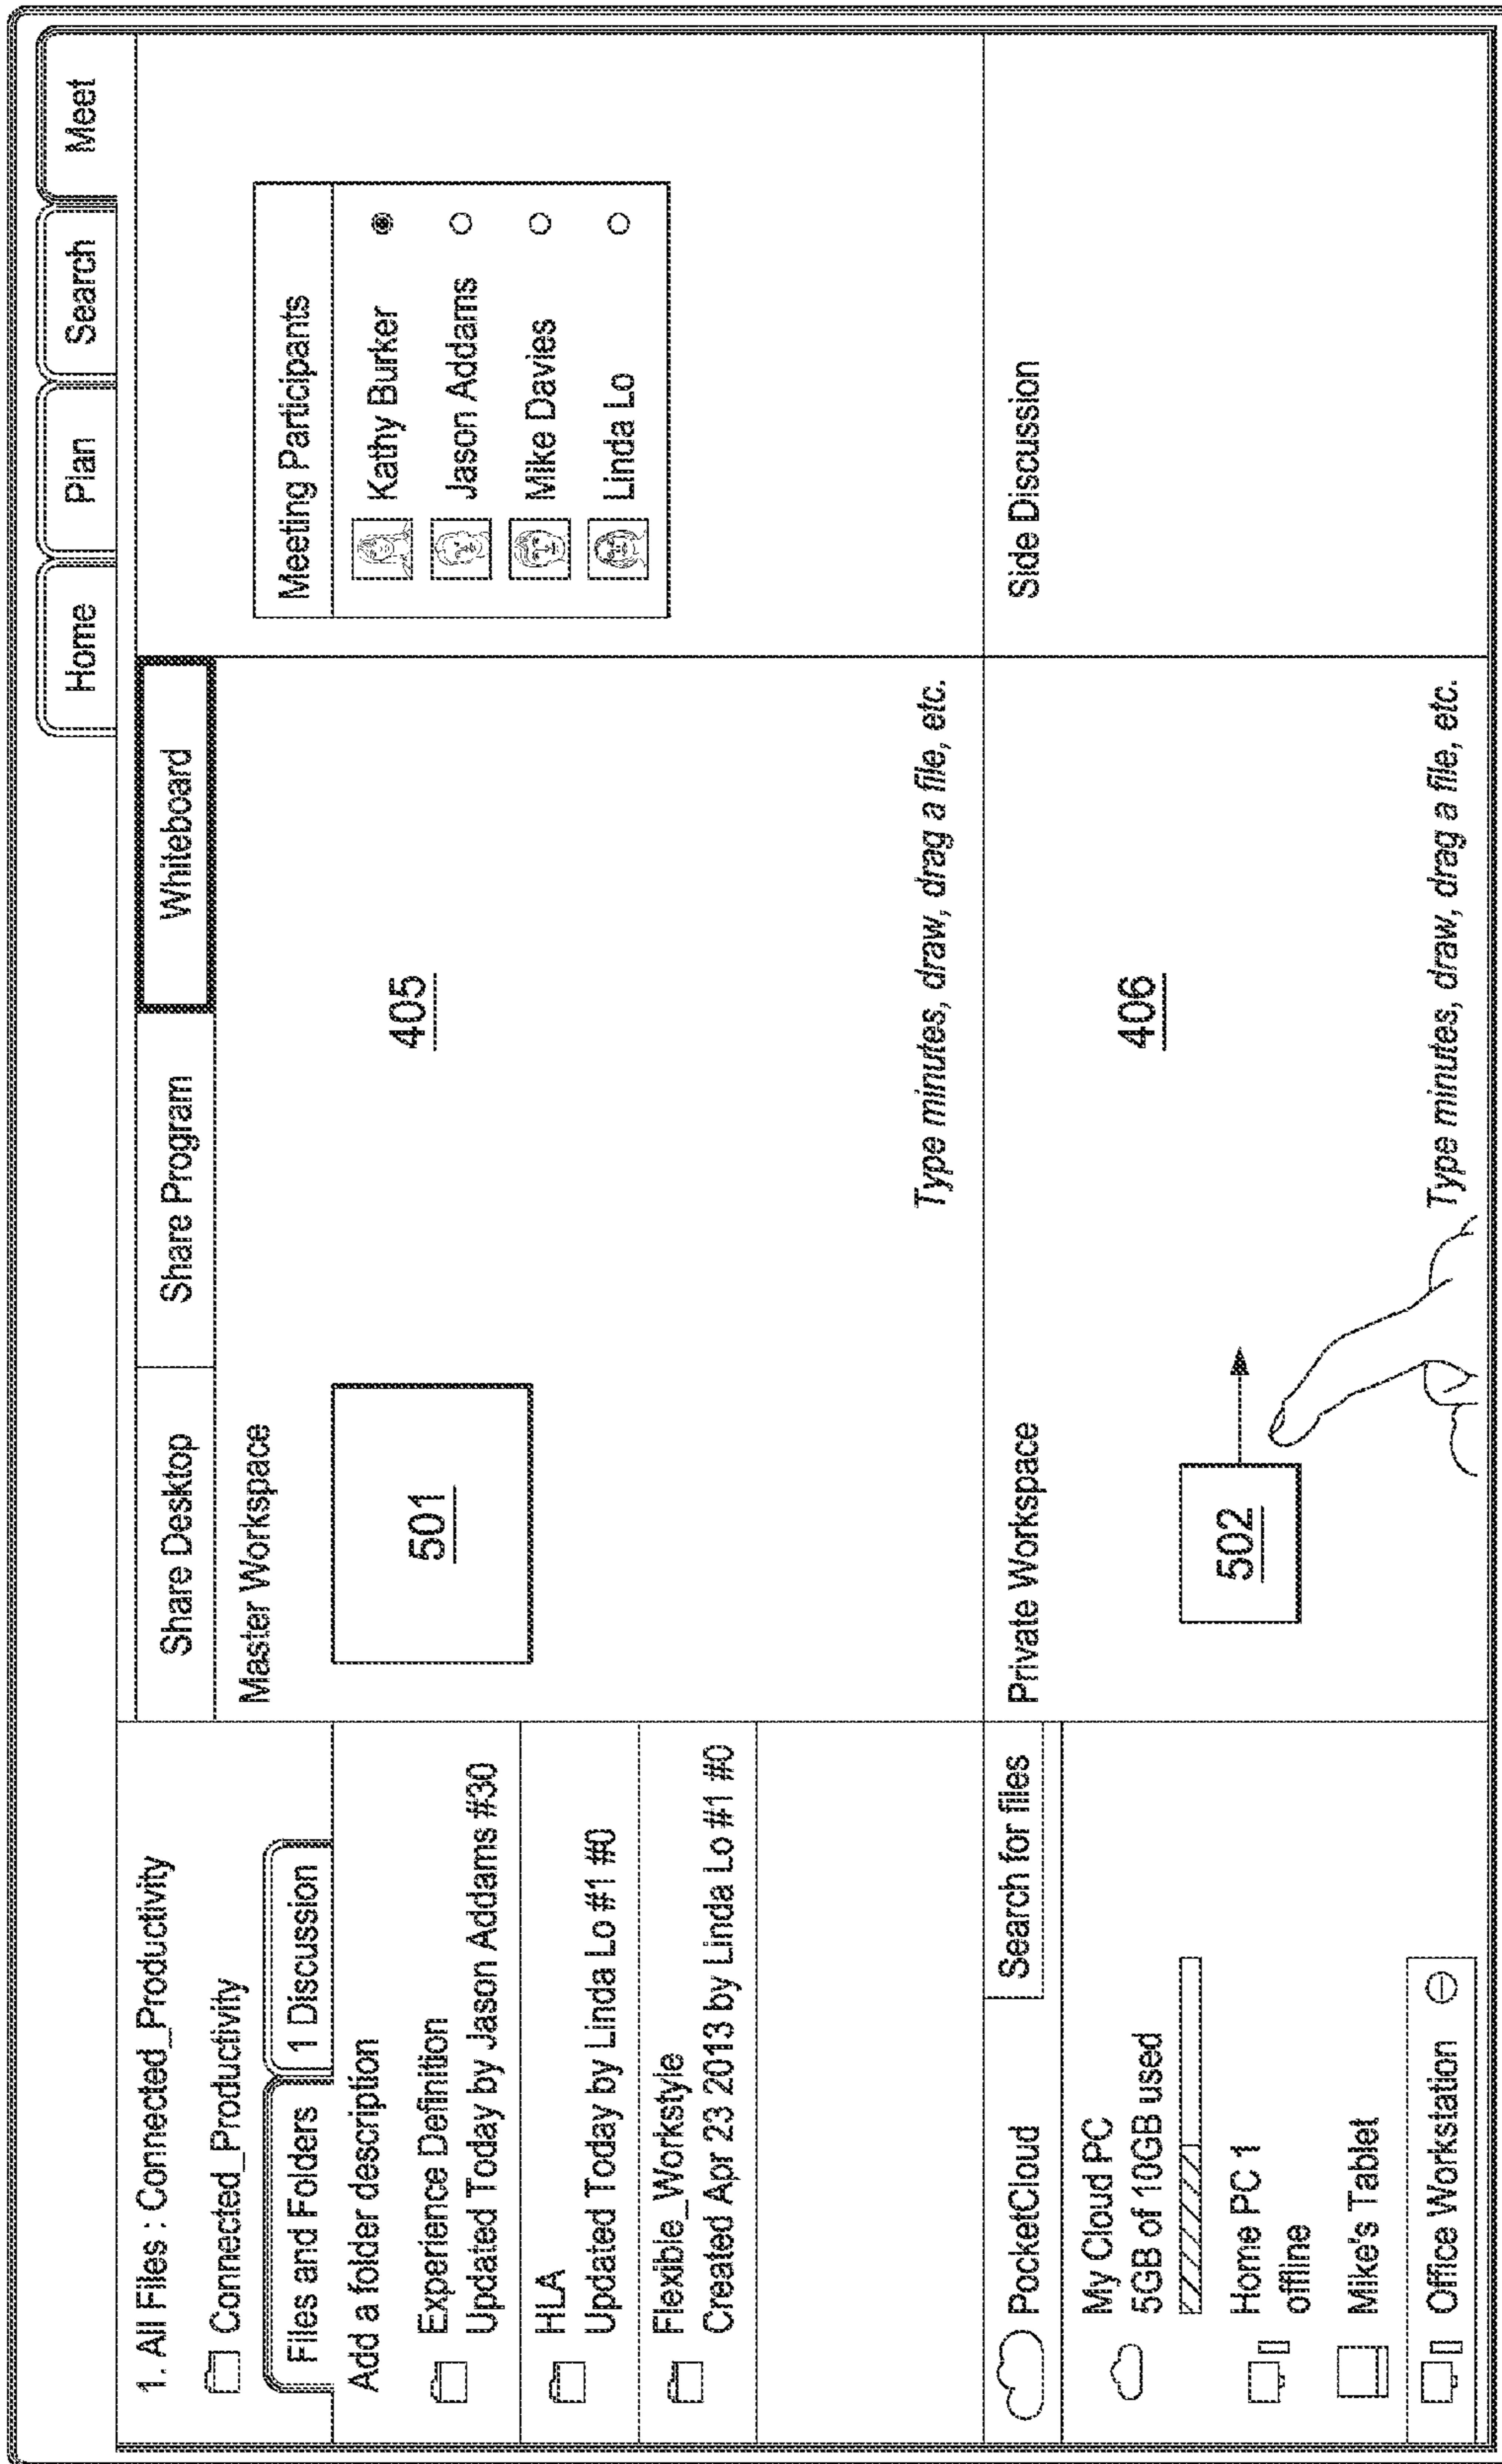 Home
Plan
Search
Meet
1. All Files : Connected_Productivity
Connected_Productivity
Files and Folders
1 Discussion
Add a folder description
Experience Definition
Updated Today by Jason Addams #30
HLA
Updated Today by Linda Lo #1 #0
Flexible_Workstyle
Created Apr 23 2013 by Linda Lo #1 #0
Share Desktop
Share Program
Whiteboard
Master Workspace
501
405
Type minutes, draw, drag a file, etc.
Meeting Participants
Kathy Burker
Jason Addams
Mike Davies
Linda Lo
PocketCloud
Search for files
My Cloud PC
5GB of 10GB used
Home PC 1
offline
Mike's Tablet
Office Workstation
Private Workspace
502
406
Type minutes, draw, drag a file, etc.
Side Discussion